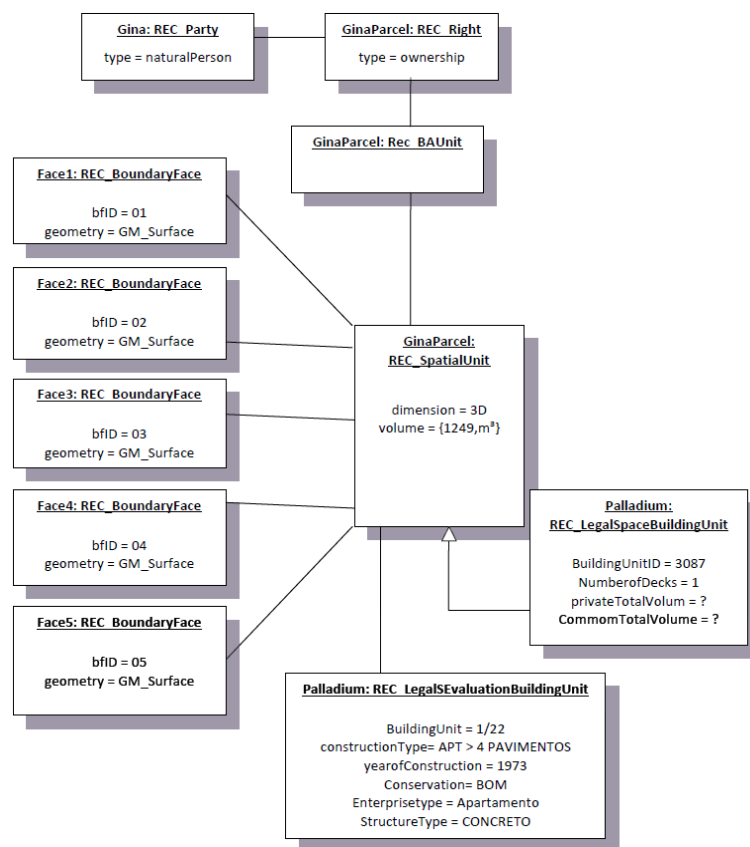 Gina: REC_Party
type = naturalPerson
GinaParcel: REC_Right
type = ownership
GinaParcel: Rec_BAUnit
Face1: REC_BoundaryFace
bfID = 01
geometry = GM_Surface
Face2: REC_BoundaryFace
bfID = 02
geometry = GM_Surface
Face3: REC_BoundaryFace
bfID = 03
geometry = GM_Surface
Face4: REC_BoundaryFace
bfID = 04
geometry = GM_Surface
Face5: REC_BoundaryFace
bfID = 05
geometry = GM_Surface
GinaParcel:
REC_SpatialUnit
dimension = 3D
volume = {1249,m³}
Palladium:
REC_LegalSpaceBuildingUnit
BuildingUnitID = 3087
NumberofDecks = 1
privateTotalVolum = ?
CommomTotalVolume = ?
Palladium: REC_LegalSEvaluationBuildingUnit
BuildingUnit = 1/22
constructionType= APT > 4 PAVIMENTOS
yearofConstruction = 1973
Conservation= BOM
Enterprisetype = Apartamento
StructureType = CONCRETO